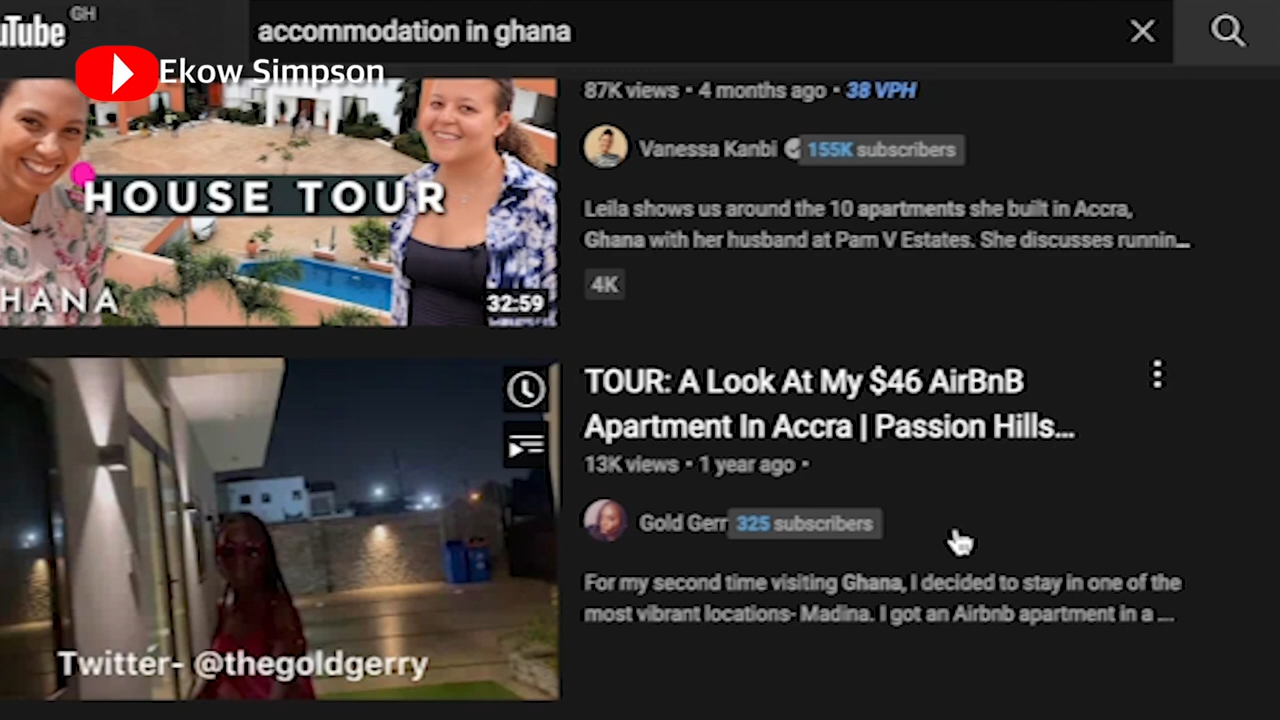 uTube GH
accommodation in ghana
Ekow Simpson
87K views • 4 months ago • 38 VPH
Vanessa Kanbi 155K subscribers
HOUSE TOUR
Leila shows us around the 10 apartments she built in Accra,
Ghana with her husband at Pam V Estates. She discusses runnin...
HANA
32:59
4K
TOUR: A Look At My $46 AirBnB
Apartment In Accra | Passion Hills...
13K views • 1 year ago •
Gold Gerr 325 subscribers
For my second time visiting Ghana, I decided to stay in one of the
most vibrant locations- Madina. I got an Airbnb apartment in a ...
Twitter- @thegoldgerry